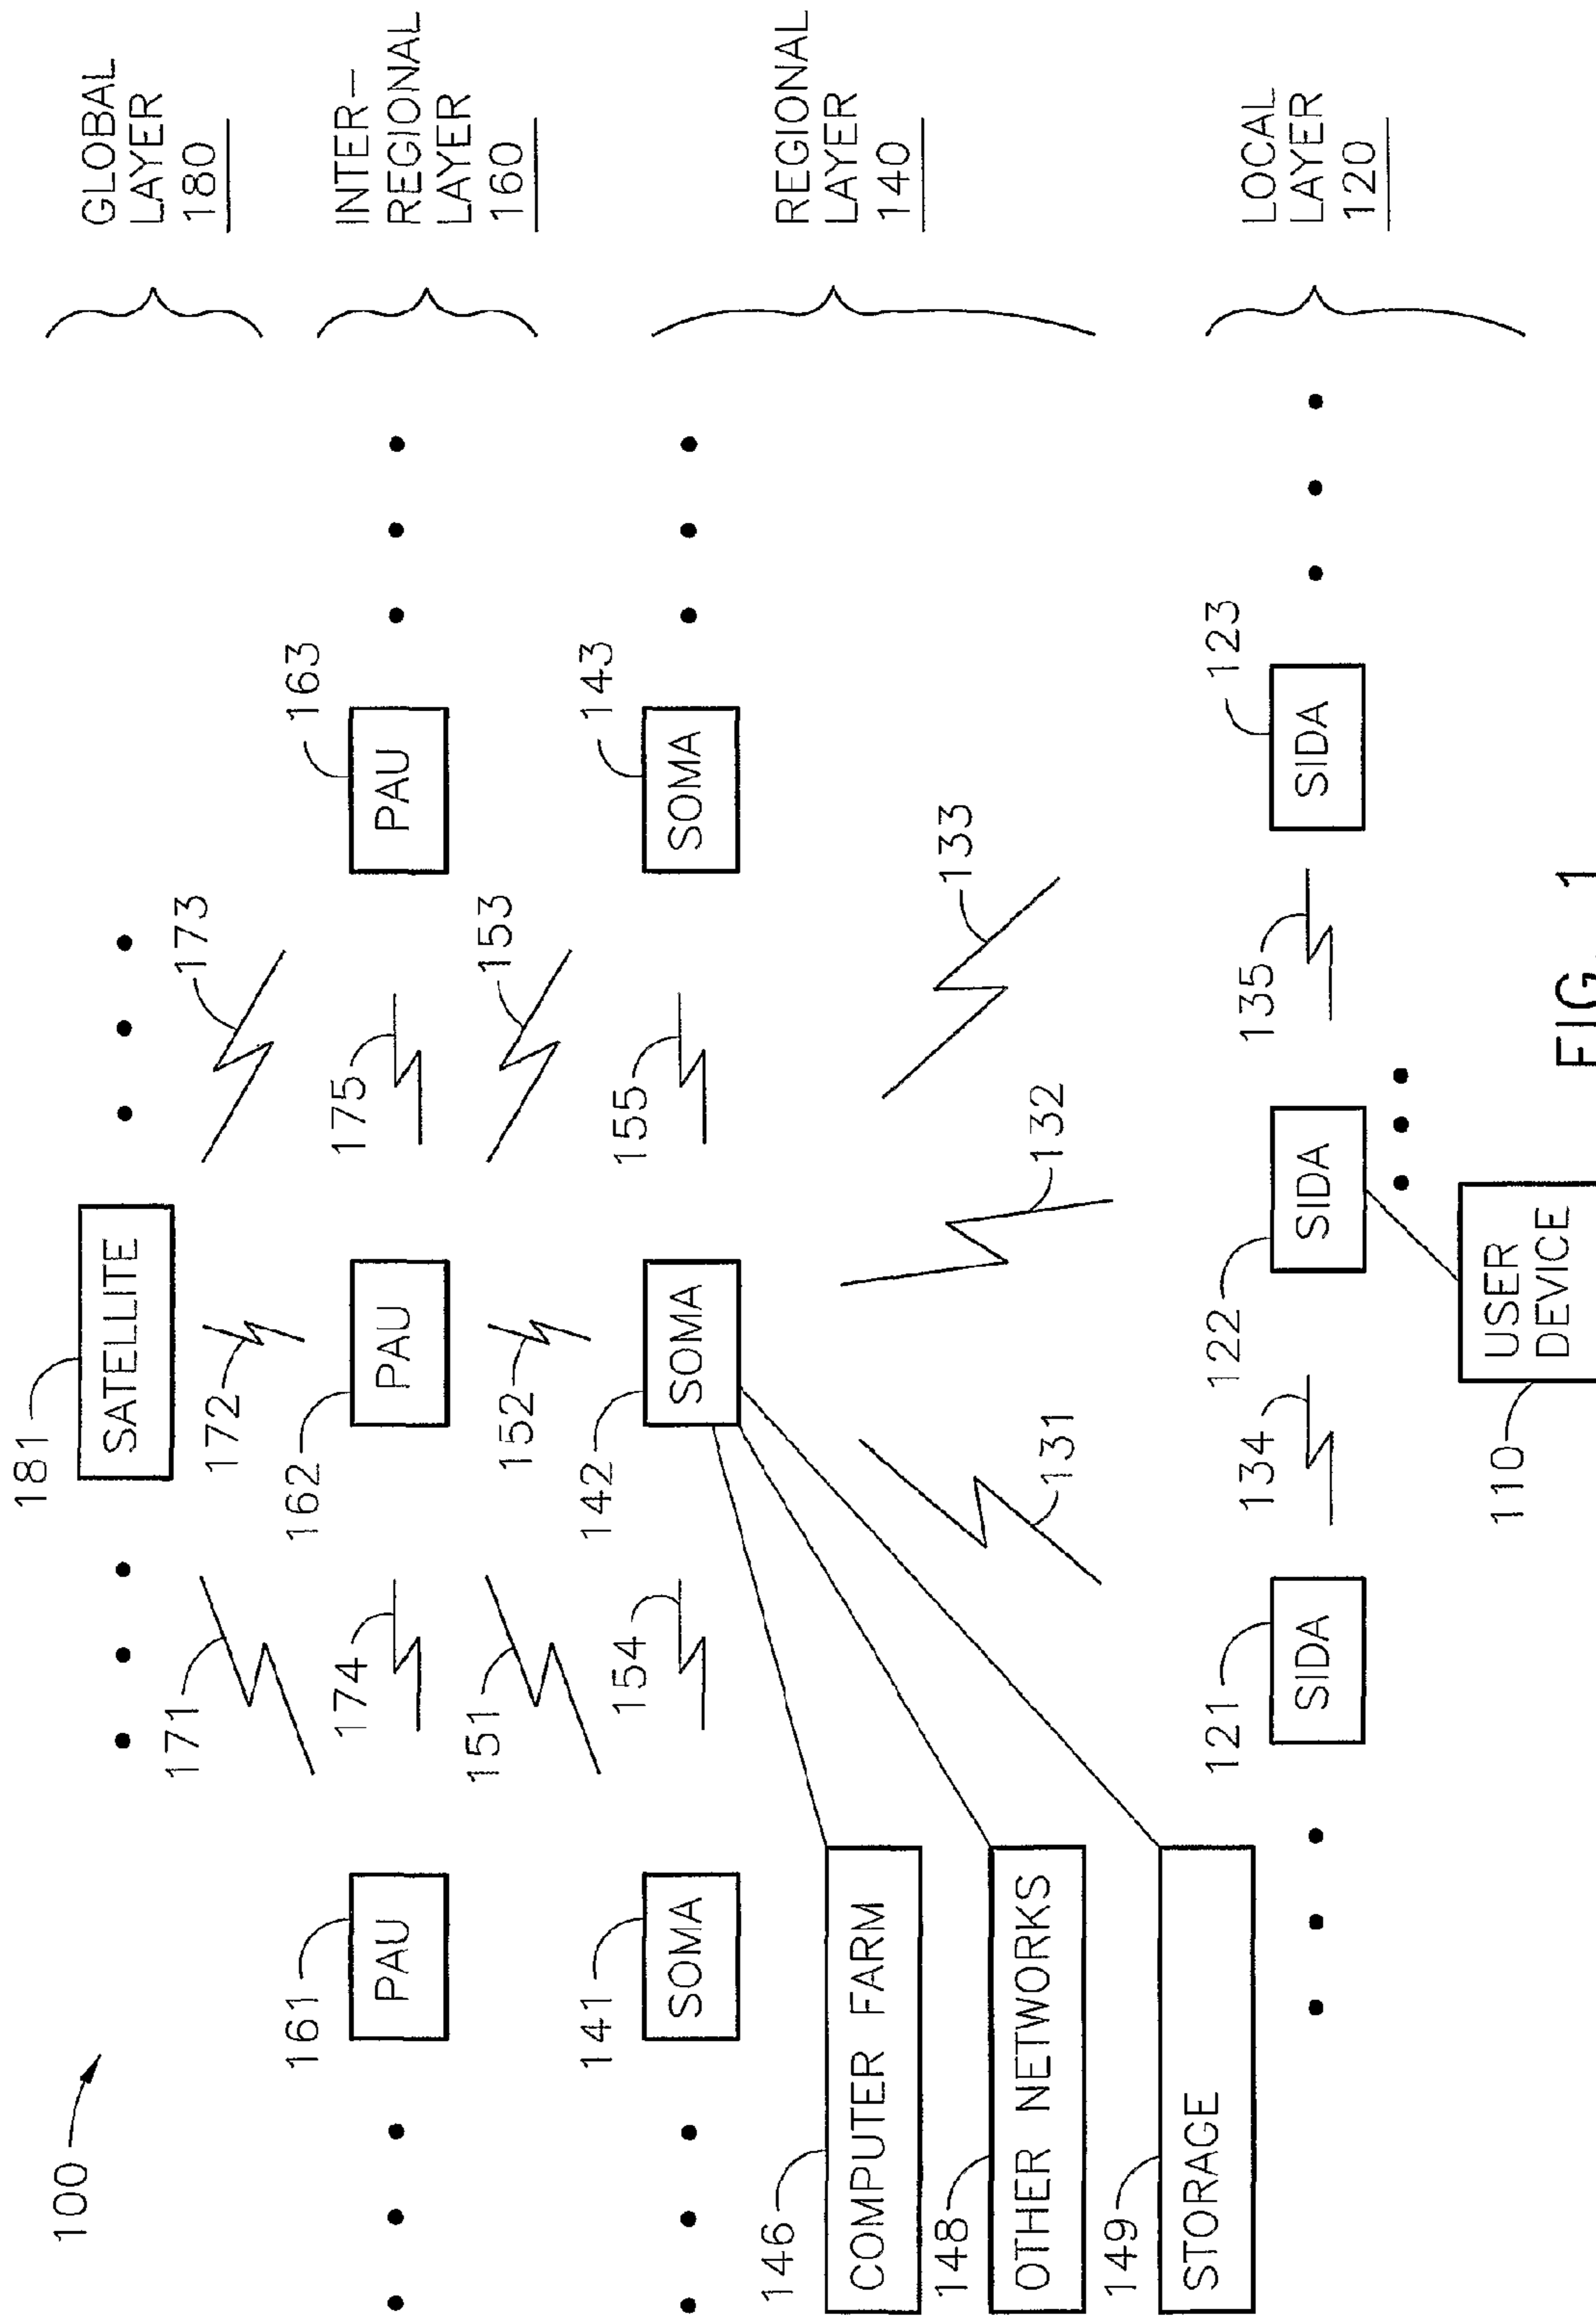 100
181
SATELLITE
GLOBAL
LAYER
180
171
172
173
161
PAU
162
PAU
163
PAU
174
175
INTER-
REGIONAL
LAYER
160
151
152
153
141
SOMA
142
SOMA
143
SOMA
154
155
REGIONAL
LAYER
140
146
COMPUTER FARM
148
OTHER NETWORKS
149
STORAGE
131
132
133
121
SIDA
134
122
SIDA
135
123
SIDA
LOCAL
LAYER
120
110
USER
DEVICE
FIG. 1